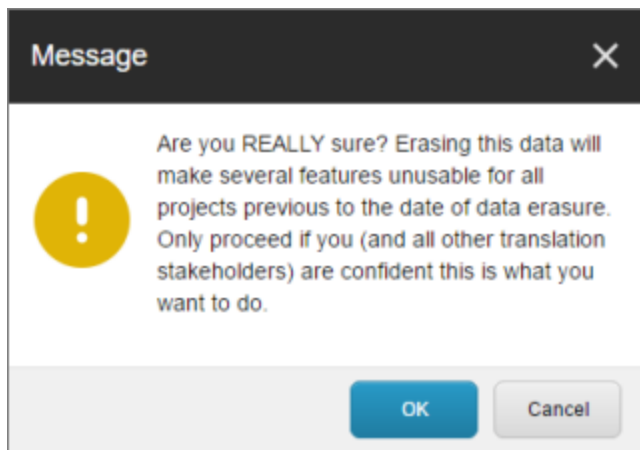 Message
Are you REALLY sure? Erasing this data will
make several features unusable for all
projects previous to the date of data erasure.
Only proceed if you (and all other translation
stakeholders) are confident this is what you
want to do.
OK
Cancel